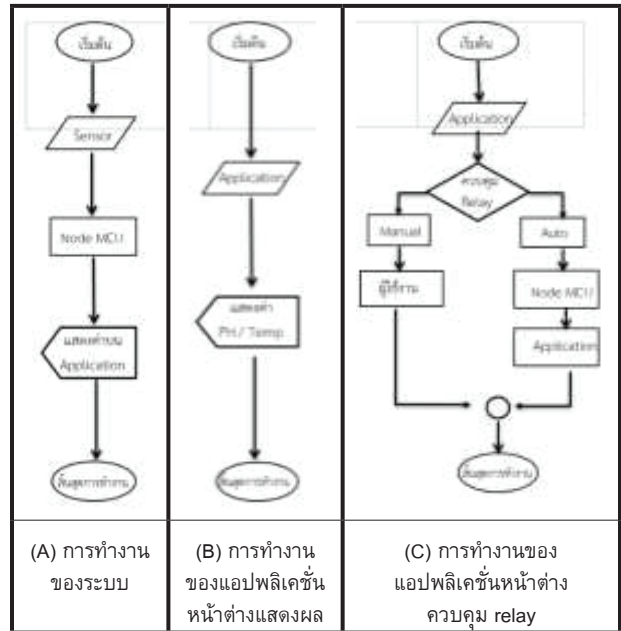 เริ่มต้น
Sensor
Node MCU
แสดงค่าบน
Application
สิ้นสุดการทำงาน
(A) การทำงาน
ของระบบ
เริ่มต้น
Application
แสดงค่า
PH / Temp
สิ้นสุดการทำงาน
(B) การทำงาน
ของแอปพลิเคชั่น
หน้าต่างแสดงผล
เริ่มต้น
Application
ควบคุม
Relay
Manual
Auto
ผู้ใช้งาน
Node MCU
Application
สิ้นสุดการทำงาน
(C) การทำงานของ
แอปพลิเคชั่นหน้าต่าง
ควบคุม relay